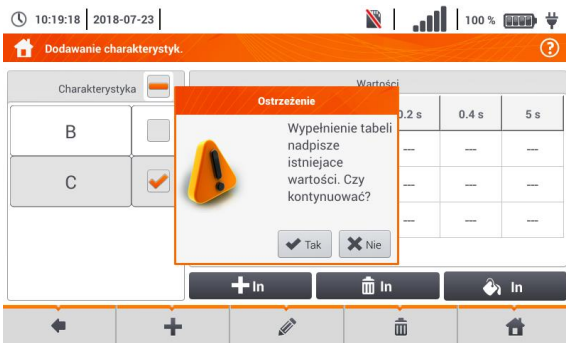 10:19:18 2018-07-23 100 %
Dodawanie charakterystyk.
Charakterystyka
Wartości
0.2 s 0.4 s 5 s
B
--- --- ---
C
--- --- ---
--- --- ---
Ostrzeżenie
Wypełnienie tabeli
nadpisze
istniejace
wartości. Czy
kontynuować?
Tak Nie
In In In